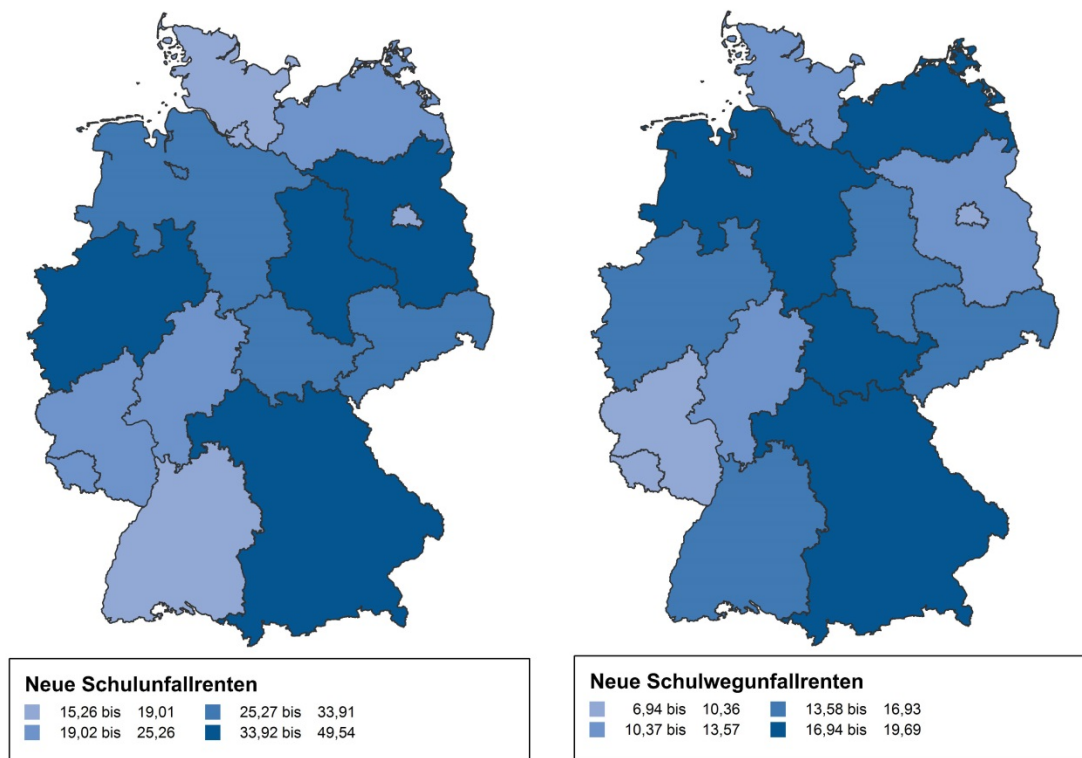 Neue Schulunfallrenten
15,26 bis 19,01 25,27 bis 33,91
19,02 bis 25,26 33,92 bis 49,54
Neue Schulwegunfallrenten
6,94 bis 10,36 13,58 bis 16,93
10,37 bis 13,57 16,94 bis 19,69